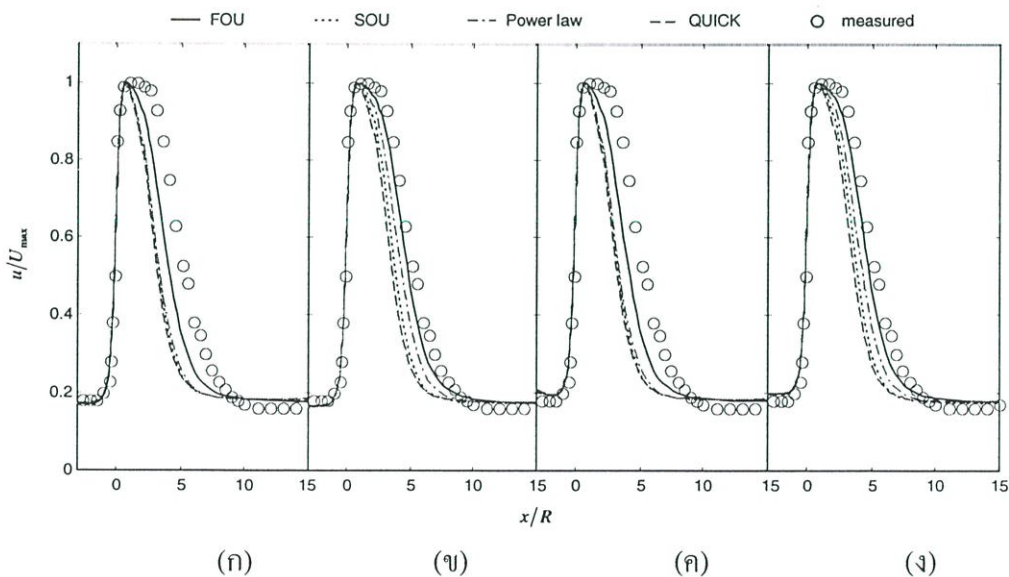 FOU SOU Power law QUICK measured
1
0.8
0.6
0.4
0.2
0
u/Umax
0 5 10 15 0 5 10 15 0 5 10 15 0 5 10 15
x/R
(ก) (ข) (ค) (ง)